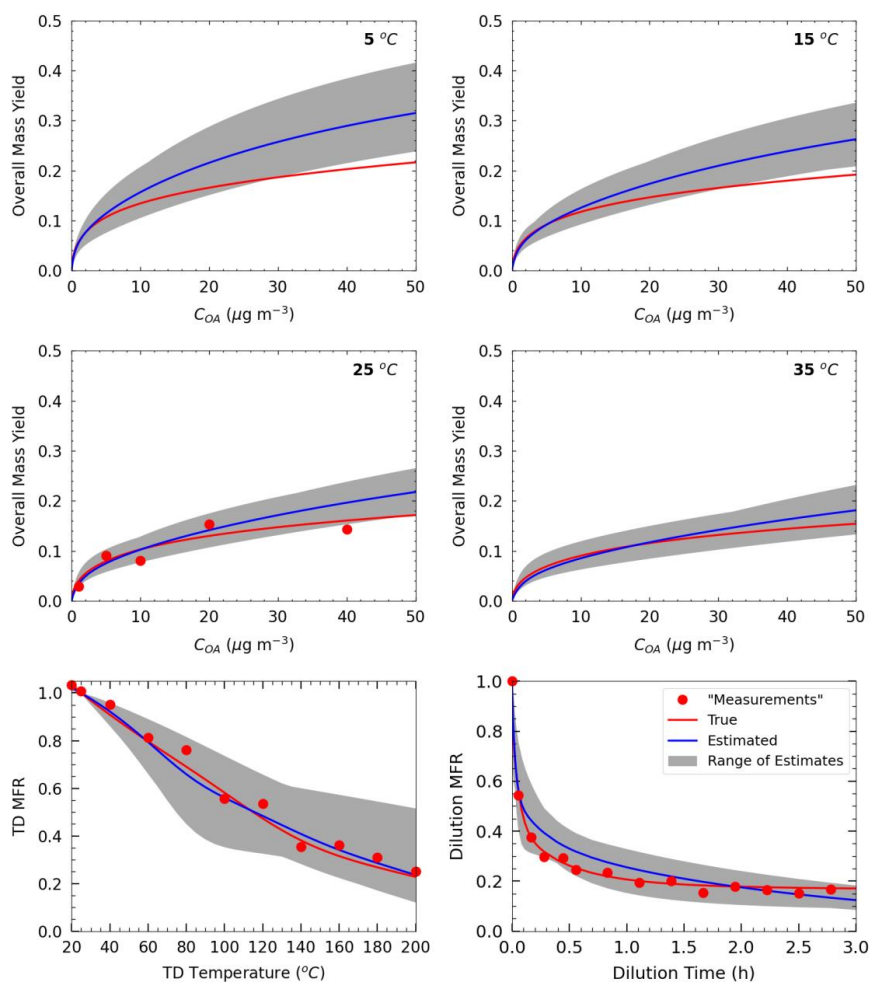 5 °C
Overall Mass Yield
0.5
0.4
0.3
0.2
0.1
0.0
0 10 20 30 40 50
C_OA (μg m⁻³)
15 °C
Overall Mass Yield
0.5
0.4
0.3
0.2
0.1
0.0
0 10 20 30 40 50
C_OA (μg m⁻³)
25 °C
Overall Mass Yield
0.5
0.4
0.3
0.2
0.1
0.0
0 10 20 30 40 50
C_OA (μg m⁻³)
35 °C
Overall Mass Yield
0.5
0.4
0.3
0.2
0.1
0.0
0 10 20 30 40 50
C_OA (μg m⁻³)
TD MFR
1.0
0.8
0.6
0.4
0.2
0.0
20 40 60 80 100 120 140 160 180 200
TD Temperature (°C)
Dilution MFR
1.0
0.8
0.6
0.4
0.2
0.0
"Measurements"
True
Estimated
Range of Estimates
0.0 0.5 1.0 1.5 2.0 2.5 3.0
Dilution Time (h)